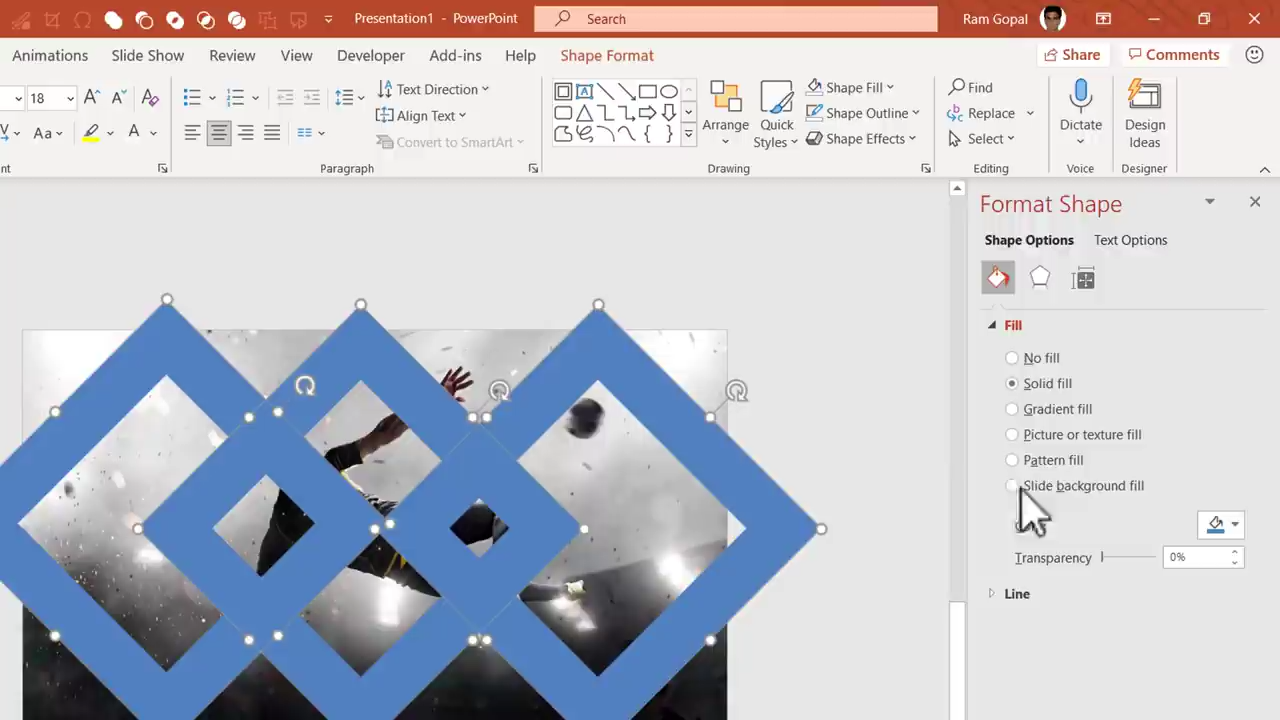 Presentation1 - PowerPoint
Search
Ram Gopal
Animations Slide Show Review View Developer Add-ins Help Shape Format
Share Comments
18
Aa
A
Text Direction
Align Text
Convert to SmartArt
Arrange
Quick
Styles
Shape Fill
Shape Outline
Shape Effects
Find
Replace
Select
Dictate
Design
Ideas
nt
Paragraph
Drawing
Editing
Voice
Designer
Format Shape
Shape Options Text Options
Fill
No fill
Solid fill
Gradient fill
Picture or texture fill
Pattern fill
Slide background fill
Transparency 0%
Line